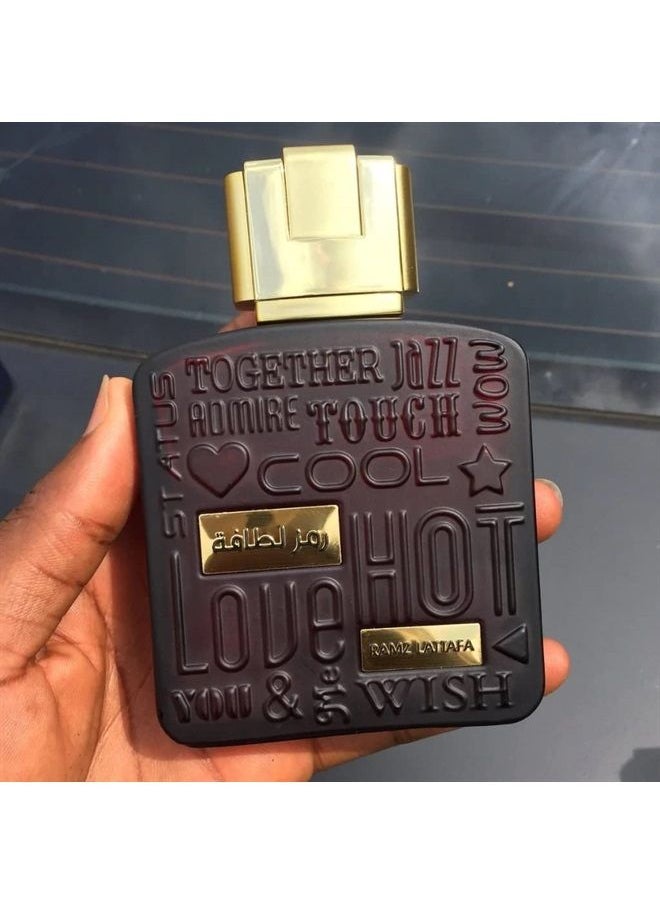 STATUS
TOGETHER JAZZ
WOW
ADMIRE TOUCH
COOL
رمز لطافة
HOT
LOVe
RAMZ LATTAFA
YOU & Me WISH